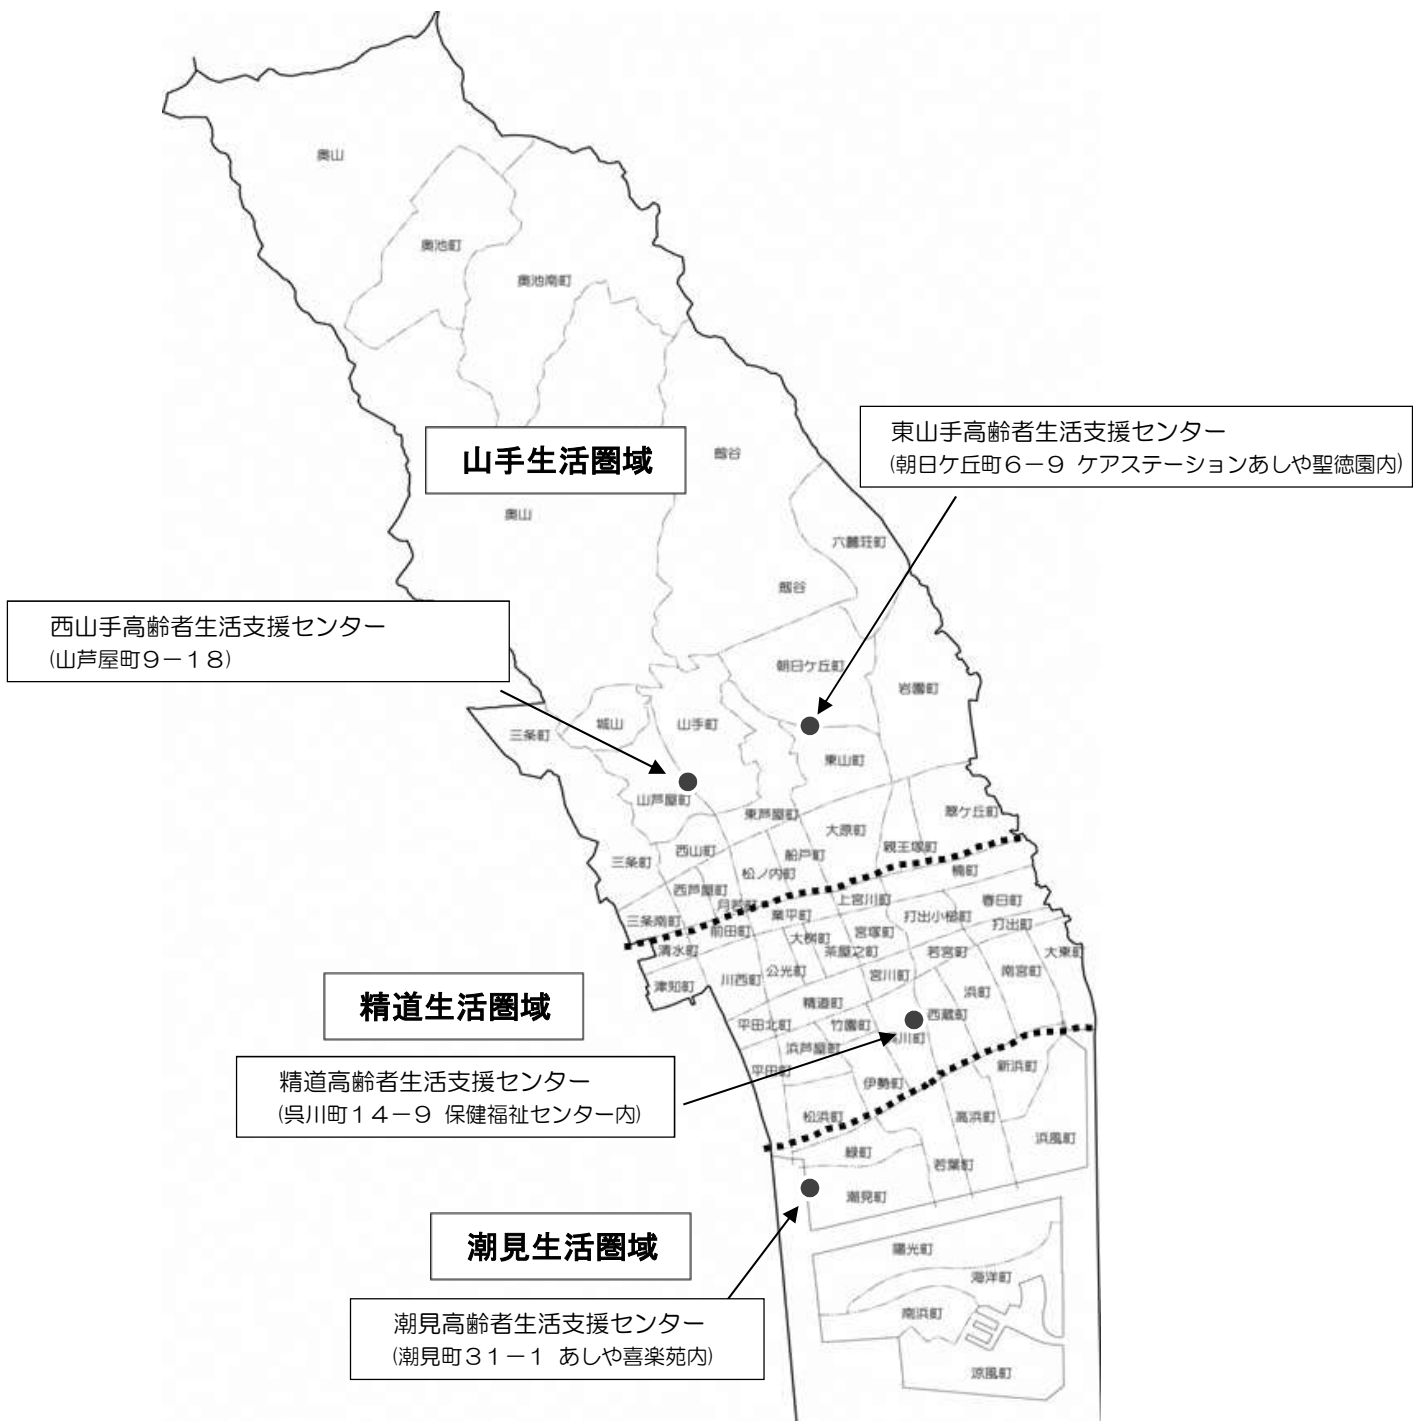 奥山
奥池町
奥池南町
山手生活圏域
剱谷
東山手高齢者生活支援センター
(朝日ケ丘町6-9 ケアステーションあしや聖徳園内)
奥山
六麓荘町
剱谷
西山手高齢者生活支援センター
(山芦屋町9-18)
朝日ケ丘町
岩園町
三条町
城山
山手町
東山町
山芦屋町
東芦屋町
大原町
翠ケ丘町
三条町
西山町
船戸町
親王塚町
松ノ内町
楠町
西芦屋町
月若町
上宮川町
春日町
三条南町
業平町
打出小槌町
打出町
前田町
大桝町
宮塚町
清水町
茶屋之町
若宮町
大東町
川西町
公光町
宮川町
南宮町
津知町
浜町
精道生活圏域
精道町
平田北町
竹園町
西蔵町
浜芦屋町
川町
平田町
精道高齢者生活支援センター
(呉川町14-9 保健福祉センター内)
伊勢町
新浜町
松浜町
高浜町
浜風町
緑町
若葉町
潮見町
潮見生活圏域
陽光町
海洋町
南浜町
潮見高齢者生活支援センター
(潮見町31-1 あしや喜楽苑内)
涼風町